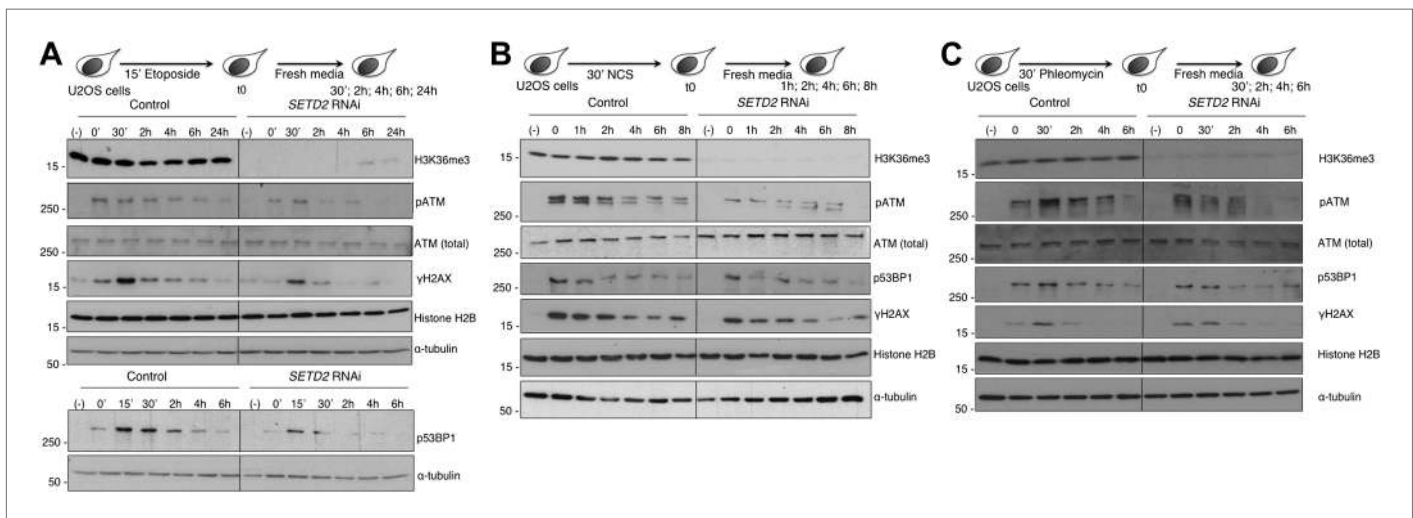 A
15' Etoposide
Fresh media
U2OS cells
t0
30'; 2h; 4h; 6h; 24h
Control
SETD2 RNAi
(-) 0' 30' 2h 4h 6h 24h
(-) 0' 30' 2h 4h 6h 24h
15 -
H3K36me3
250 -
pATM
250 -
ATM (total)
15 -
γH2AX
15 -
Histone H2B
50 -
α-tubulin
Control
SETD2 RNAi
(-) 0' 15' 30' 2h 4h 6h
(-) 0' 15' 30' 2h 4h 6h
250 -
p53BP1
50 -
α-tubulin
B
30' NCS
Fresh media
U2OS cells
t0
1h; 2h; 4h; 6h; 8h
Control
SETD2 RNAi
(-) 0 1h 2h 4h 6h 8h
(-) 0 1h 2h 4h 6h 8h
15 -
H3K36me3
250 -
pATM
250 -
ATM (total)
250 -
p53BP1
15 -
γH2AX
15 -
Histone H2B
50 -
α-tubulin
C
30' Phleomycin
Fresh media
U2OS cells
t0
30'; 2h; 4h; 6h
Control
SETD2 RNAi
(-) 0 30' 2h 4h 6h
(-) 0 30' 2h 4h 6h
15 -
H3K36me3
250 -
pATM
250 -
ATM (total)
250 -
p53BP1
15 -
γH2AX
15 -
Histone H2B
50 -
α-tubulin